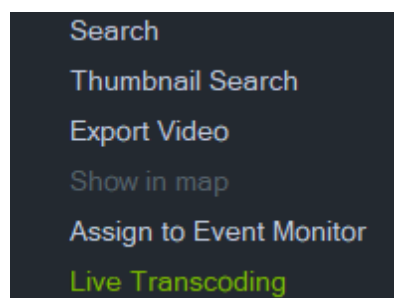 Search
Thumbnail Search
Export Video
Show in map
Assign to Event Monitor
Live Transcoding